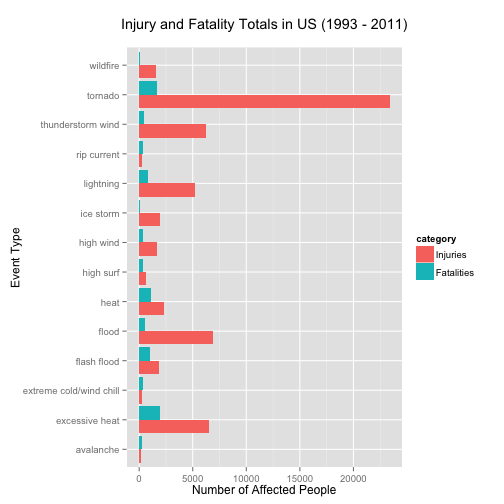 Injury and Fatality Totals in US (1993 - 2011)
Event Type
wildfire
tornado
thunderstorm wind
rip current
lightning
ice storm
high wind
high surf
heat
flood
flash flood
extreme cold/wind chill
excessive heat
avalanche
0 5000 10000 15000 20000
Number of Affected People
category
Injuries
Fatalities